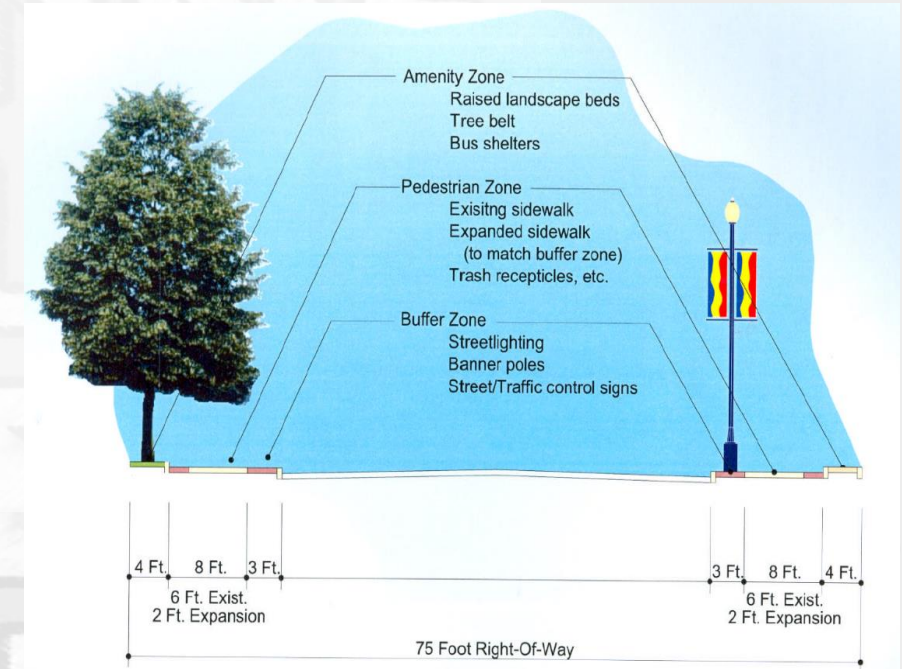 Amenity Zone
Raised landscape beds
Tree belt
Bus shelters
Pedestrian Zone
Exisitng sidewalk
Expanded sidewalk
(to match buffer zone)
Trash recepticles, etc.
Buffer Zone
Streetlighting
Banner poles
Street/Traffic control signs
4 Ft. 8 Ft. 3 Ft. 3 Ft. 8 Ft. 4 Ft.
6 Ft. Exist. 6 Ft. Exist.
2 Ft. Expansion 2 Ft. Expansion
75 Foot Right-Of-Way